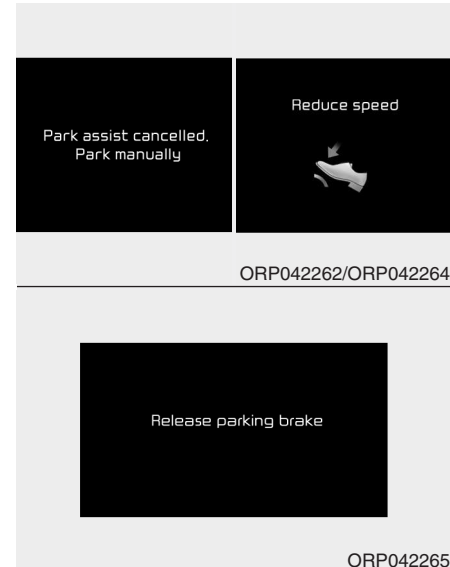 Park assist cancelled,
Park manually
Reduce speed
ORP042262/ORP042264
Release parking brake
ORP042265